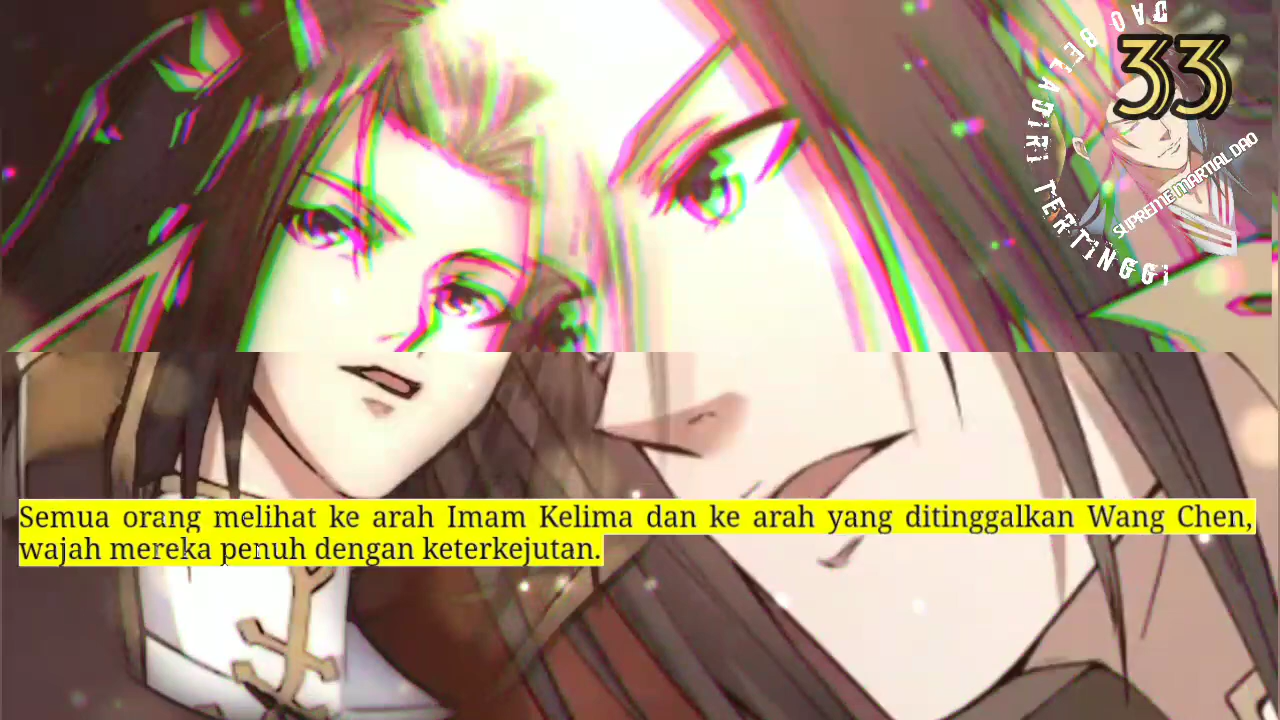 DAO BELADIRI TERTINGGI
33
SUPREME MARTIAL DAO
Semua orang melihat ke arah Imam Kelima dan ke arah yang ditinggalkan Wang Chen,
wajah mereka penuh dengan keterkejutan.